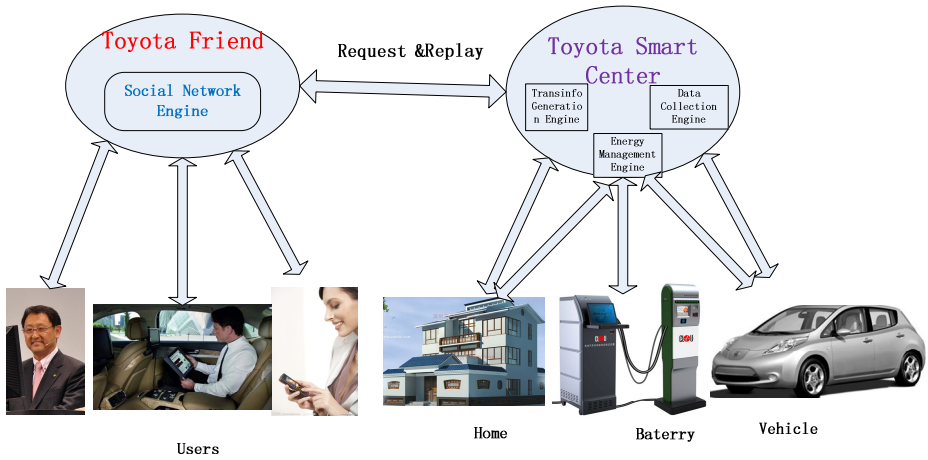 Toyota Friend
Social Network
Engine
Request &Replay
Toyota Smart
Center
Transinfo
Generatio
n Engine
Data
Collection
Engine
Energy
Management
Engine
Users
Home
Baterry
Vehicle